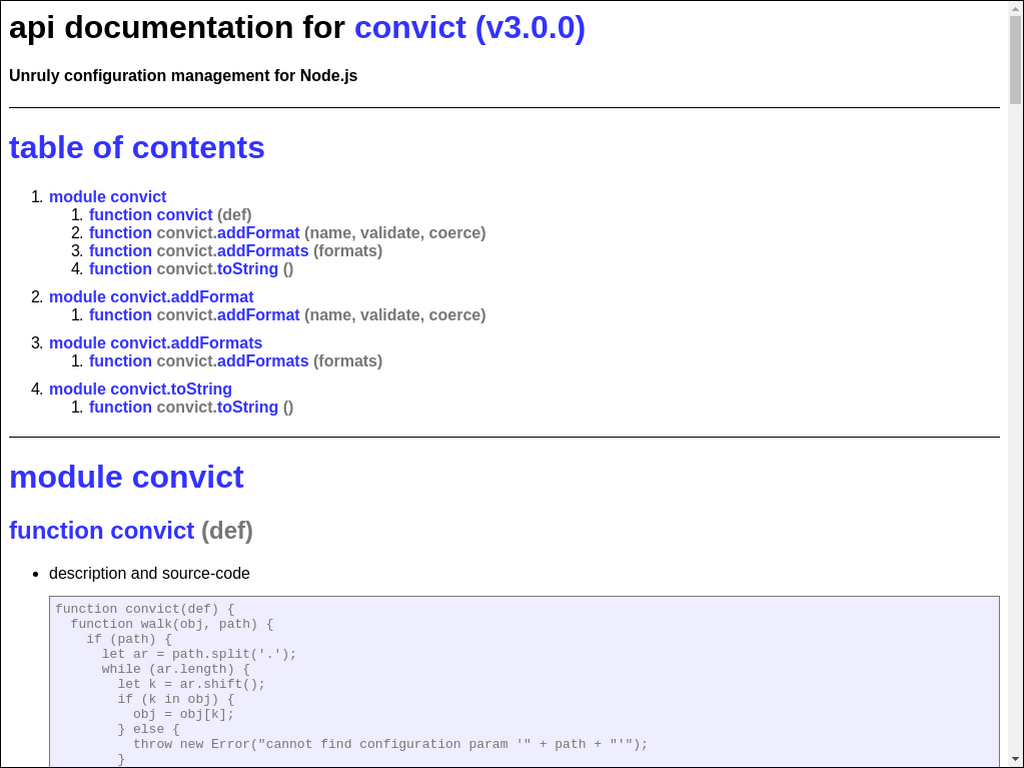 api documentation for convict (v3.0.0)
Unruly configuration management for Node.js
table of contents
1. module convict
1. function convict (def)
2. function convict.addFormat (name, validate, coerce)
3. function convict.addFormats (formats)
4. function convict.toString ()
2. module convict.addFormat
1. function convict.addFormat (name, validate, coerce)
3. module convict.addFormats
1. function convict.addFormats (formats)
4. module convict.toString
1. function convict.toString ()
module convict
function convict (def)
• description and source-code
function convict(def) {
  function walk(obj, path) {
    if (path) {
      let ar = path.split('.');
      while (ar.length) {
        let k = ar.shift();
        if (k in obj) {
          obj = obj[k];
        } else {
          throw new Error("cannot find configuration param '" + path + "'");
        }